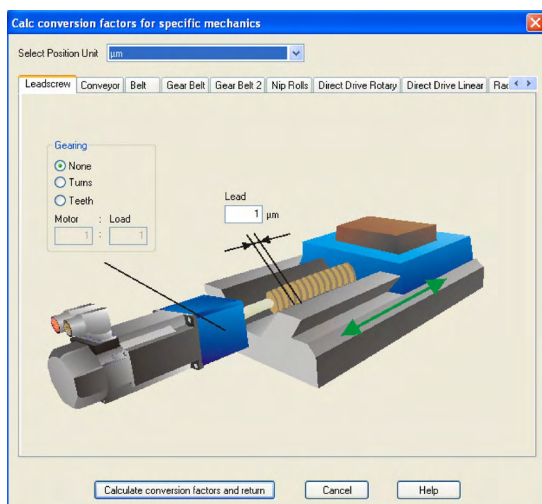 Calc conversion factors for specific mechanics
Select Position Unit μm
Leadscrew Conveyor Belt Gear Belt Gear Belt 2 Nip Rolls Direct Drive Rotary Direct Drive Linear Rac
Gearing
None
Turns
Teeth
Motor : Load
1 : 1
Lead
1 μm
Calculate conversion factors and return Cancel Help